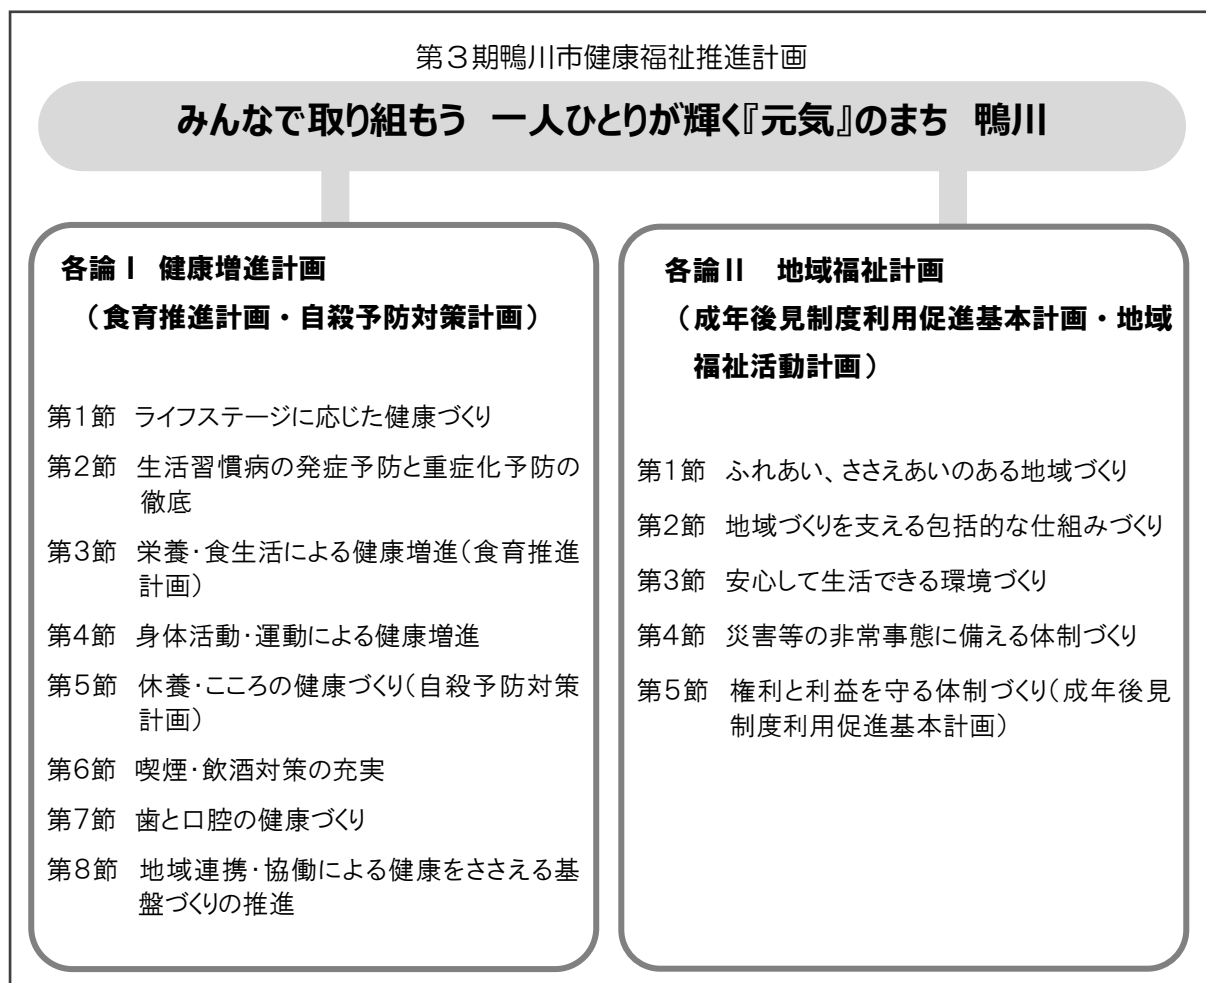 第３期鴨川市健康福祉推進計画
みんなで取り組もう 一人ひとりが輝く『元気』のまち 鴨川
各論Ⅰ 健康増進計画
（食育推進計画・自殺予防対策計画）
第1節 ライフステージに応じた健康づくり
第2節 生活習慣病の発症予防と重症化予防の
徹底
第3節 栄養・食生活による健康増進（食育推進
計画）
第4節 身体活動・運動による健康増進
第5節 休養・こころの健康づくり（自殺予防対策
計画）
第6節 喫煙・飲酒対策の充実
第7節 歯と口腔の健康づくり
第8節 地域連携・協働による健康をささえる基
盤づくりの推進
各論Ⅱ 地域福祉計画
（成年後見制度利用促進基本計画・地域
福祉活動計画）
第1節 ふれあい、ささえあいのある地域づくり
第2節 地域づくりを支える包括的な仕組みづくり
第3節 安心して生活できる環境づくり
第4節 災害等の非常事態に備える体制づくり
第5節 権利と利益を守る体制づくり（成年後見
制度利用促進基本計画）